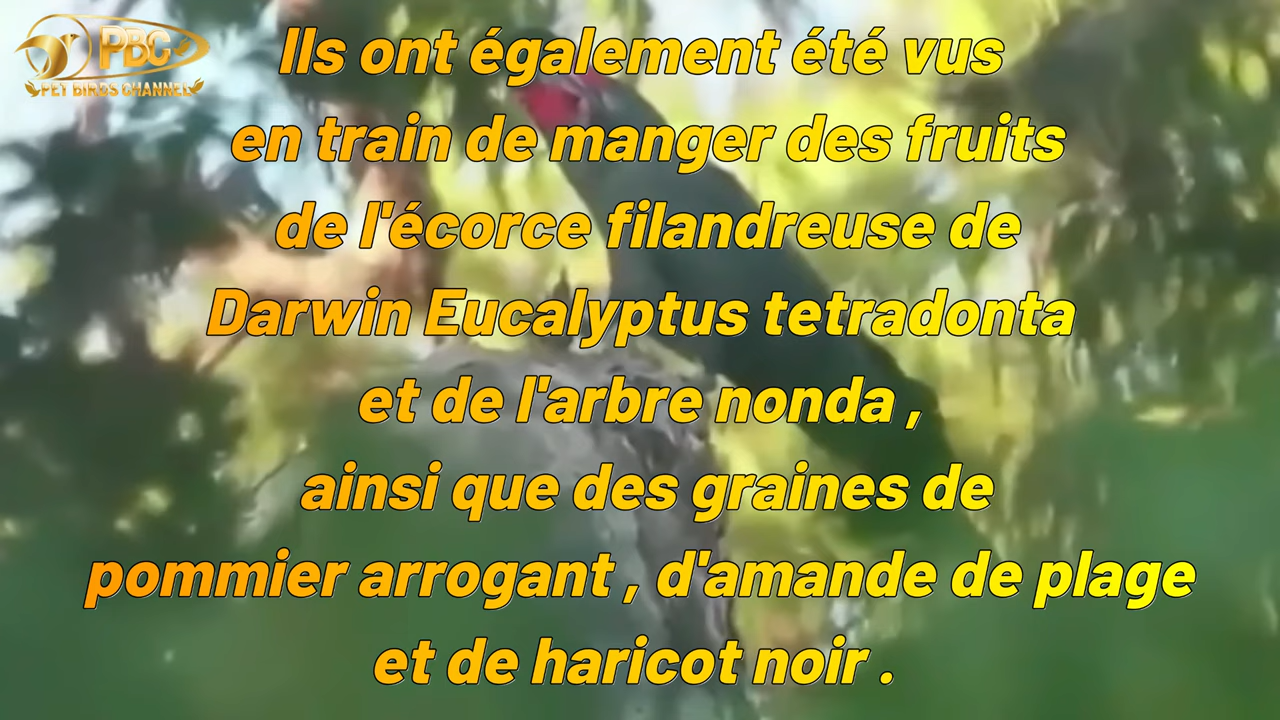 PBC
PET BIRDS CHANNEL
Ils ont également été vus
en train de manger des fruits
de l'écorce filandreuse de
Darwin Eucalyptus tetradonta
et de l'arbre nonda ,
ainsi que des graines de
pommier arrogant , d'amande de plage
et de haricot noir .